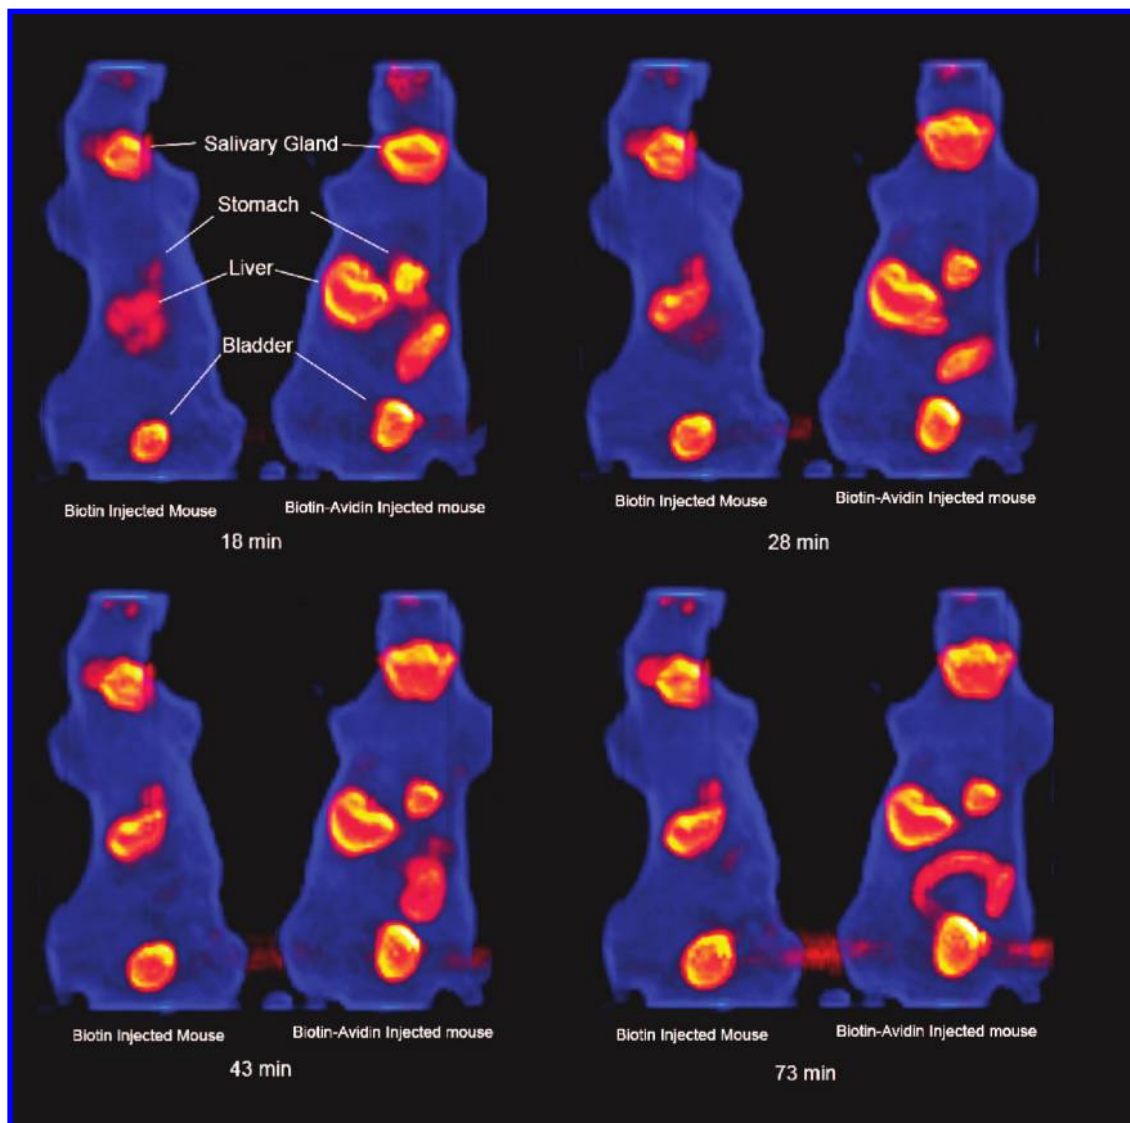 Salivary Gland
Stomach
Liver
Bladder
Biotin Injected Mouse
Biotin-Avidin Injected mouse
18 min
Biotin Injected Mouse
Biotin-Avidin Injected mouse
28 min
Biotin Injected Mouse
Biotin-Avidin Injected mouse
43 min
Biotin Injected Mouse
Biotin-Avidin Injected mouse
73 min